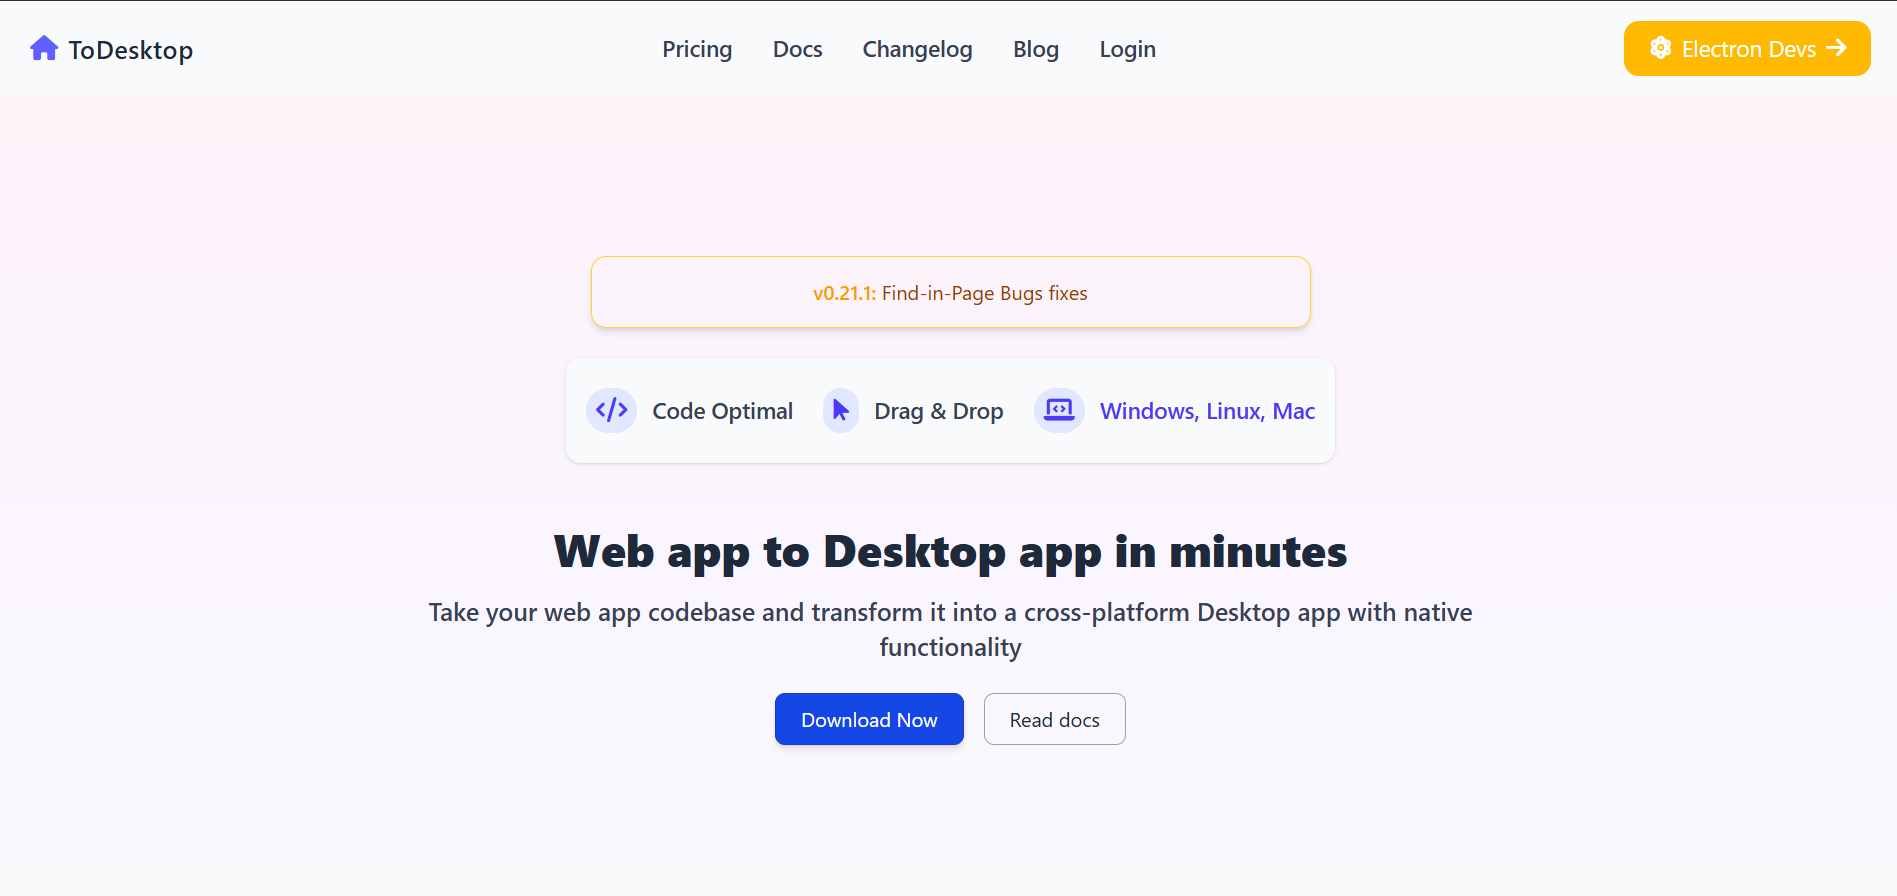 ToDesktop
Pricing
Docs
Changelog
Blog
Login
Electron Devs
v0.21.1: Find-in-Page Bugs fixes
Code Optimal
Drag & Drop
Windows, Linux, Mac
Web app to Desktop app in minutes
Take your web app codebase and transform it into a cross-platform Desktop app with native
functionality
Download Now
Read docs